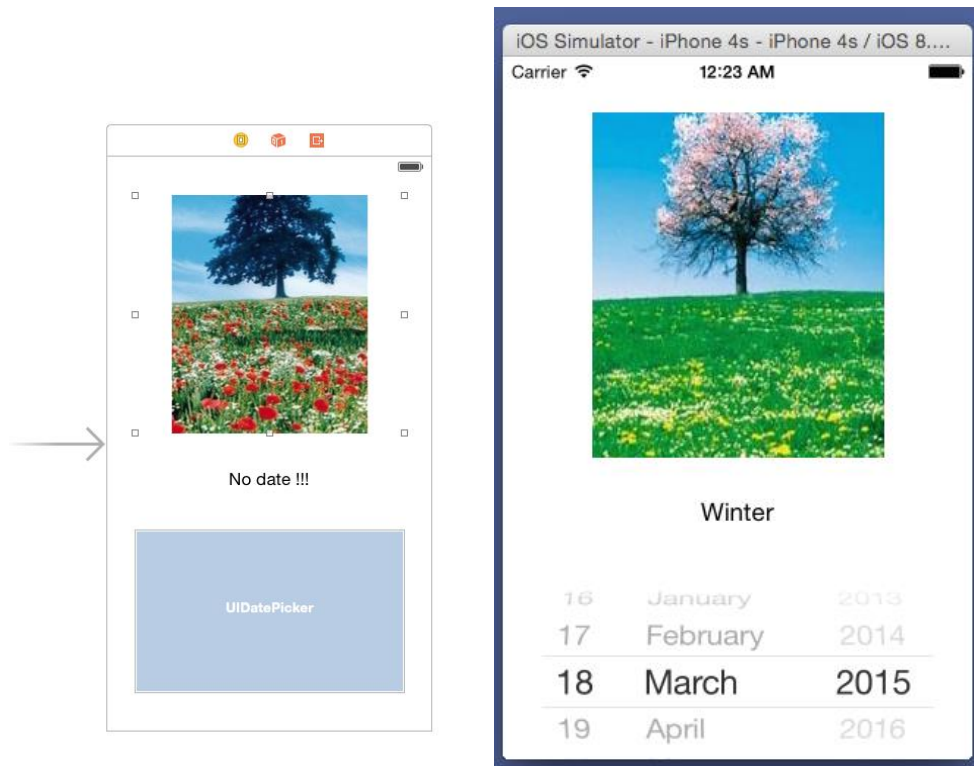 No date !!!
UIDatePicker
iOS Simulator - iPhone 4s - iPhone 4s / iOS 8....
Carrier 12:23 AM
Winter
16 January 2013
17 February 2014
18 March 2015
19 April 2016